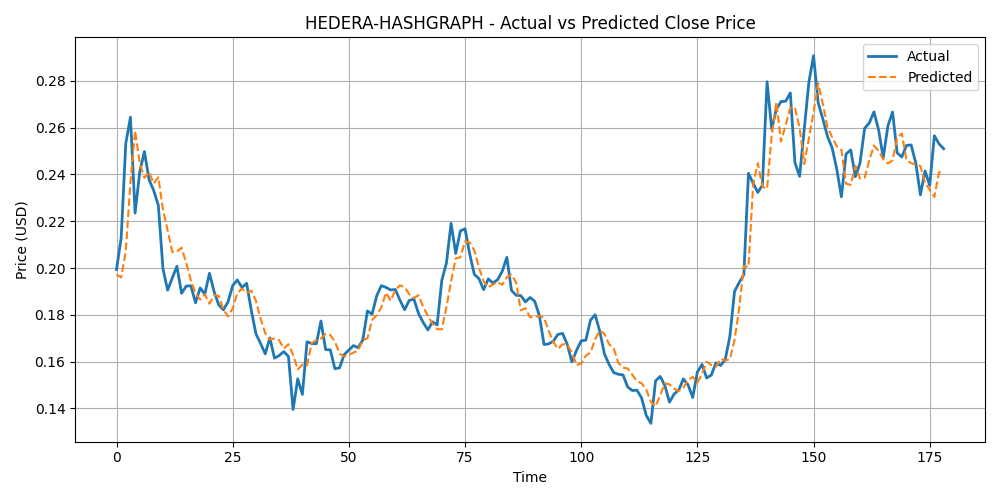 HEDERA-HASHGRAPH - Actual vs Predicted Close Price
Actual
Predicted
Price (USD)
0.28
0.26
0.24
0.22
0.20
0.18
0.16
0.14
0 25 50 75 100 125 150 175
Time